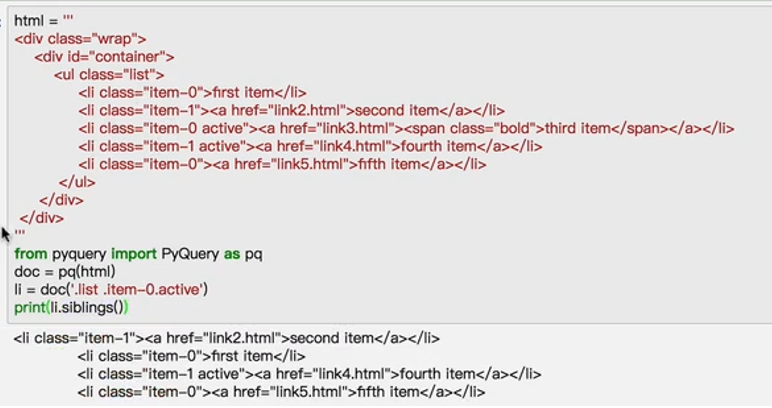 html = '''
<div class="wrap">
    <div id="container">
        <ul class="list">
             <li class="item-0">first item</li>
             <li class="item-1"><a href="link2.html">second item</a></li>
             <li class="item-0 active"><a href="link3.html"><span class="bold">third item</span></a></li>
             <li class="item-1 active"><a href="link4.html">fourth item</a></li>
             <li class="item-0"><a href="link5.html">fifth item</a></li>
         </ul>
     </div>
 </div>
'''
from pyquery import PyQuery as pq
doc = pq(html)
li = doc('.list .item-0.active')
print(li.siblings())
<li class="item-1"><a href="link2.html">second item</a></li>
             <li class="item-0">first item</li>
             <li class="item-1 active"><a href="link4.html">fourth item</a></li>
             <li class="item-0"><a href="link5.html">fifth item</a></li>